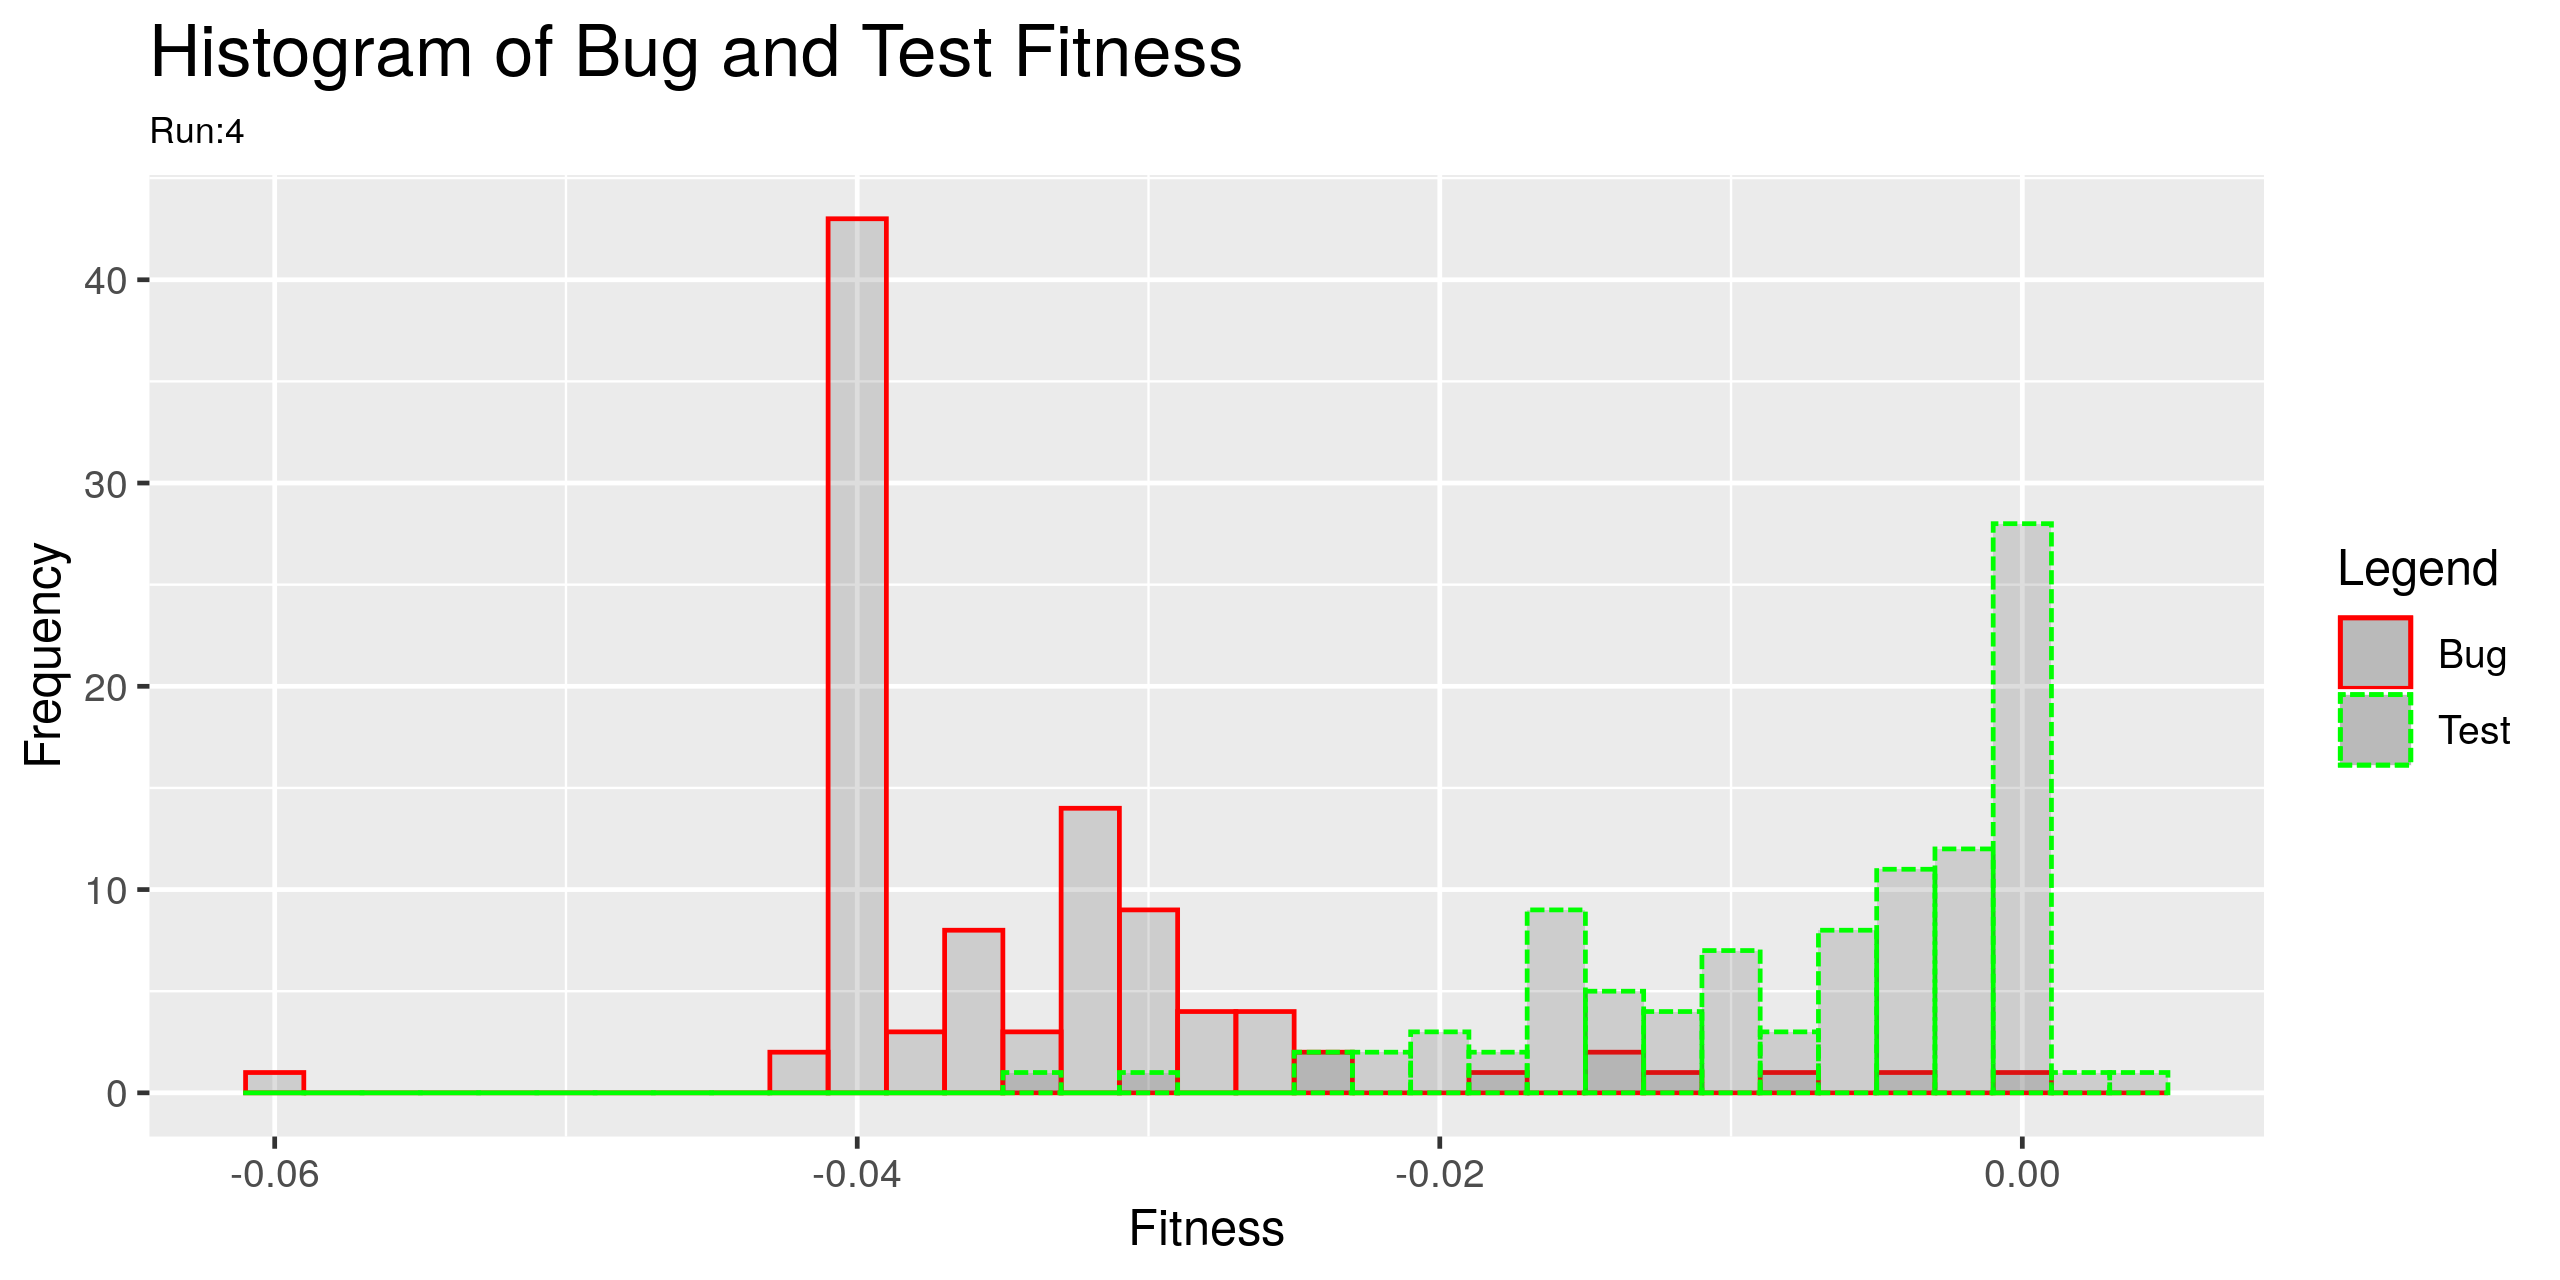 Histogram of Bug and Test Fitness
Run:4
Frequency
40
30
20
10
0
-0.06
-0.04
-0.02
0.00
Fitness
Legend
Bug
Test